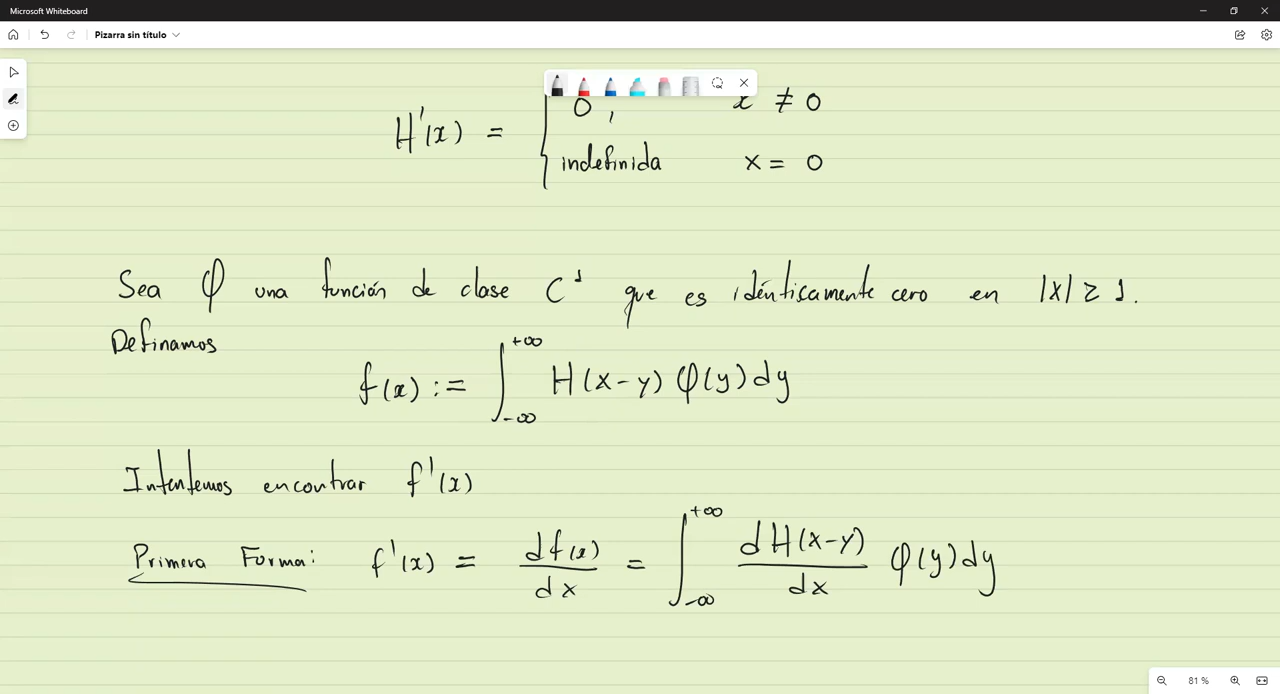 Microsoft Whiteboard
Pizarra sin título
H'(x) = { 0, x ≠ 0
indefinida x = 0
Sea φ una función de clase C¹ que es idénticamente cero en |x| ≥ 1.
Definamos
f(x) := ∫_{-∞}^{+∞} H(x-y) φ(y) dy
Intentemos encontrar f'(x)
Primera Forma: f'(x) = df(x)/dx = ∫_{-∞}^{+∞} dH(x-y)/dx φ(y) dy
81 %